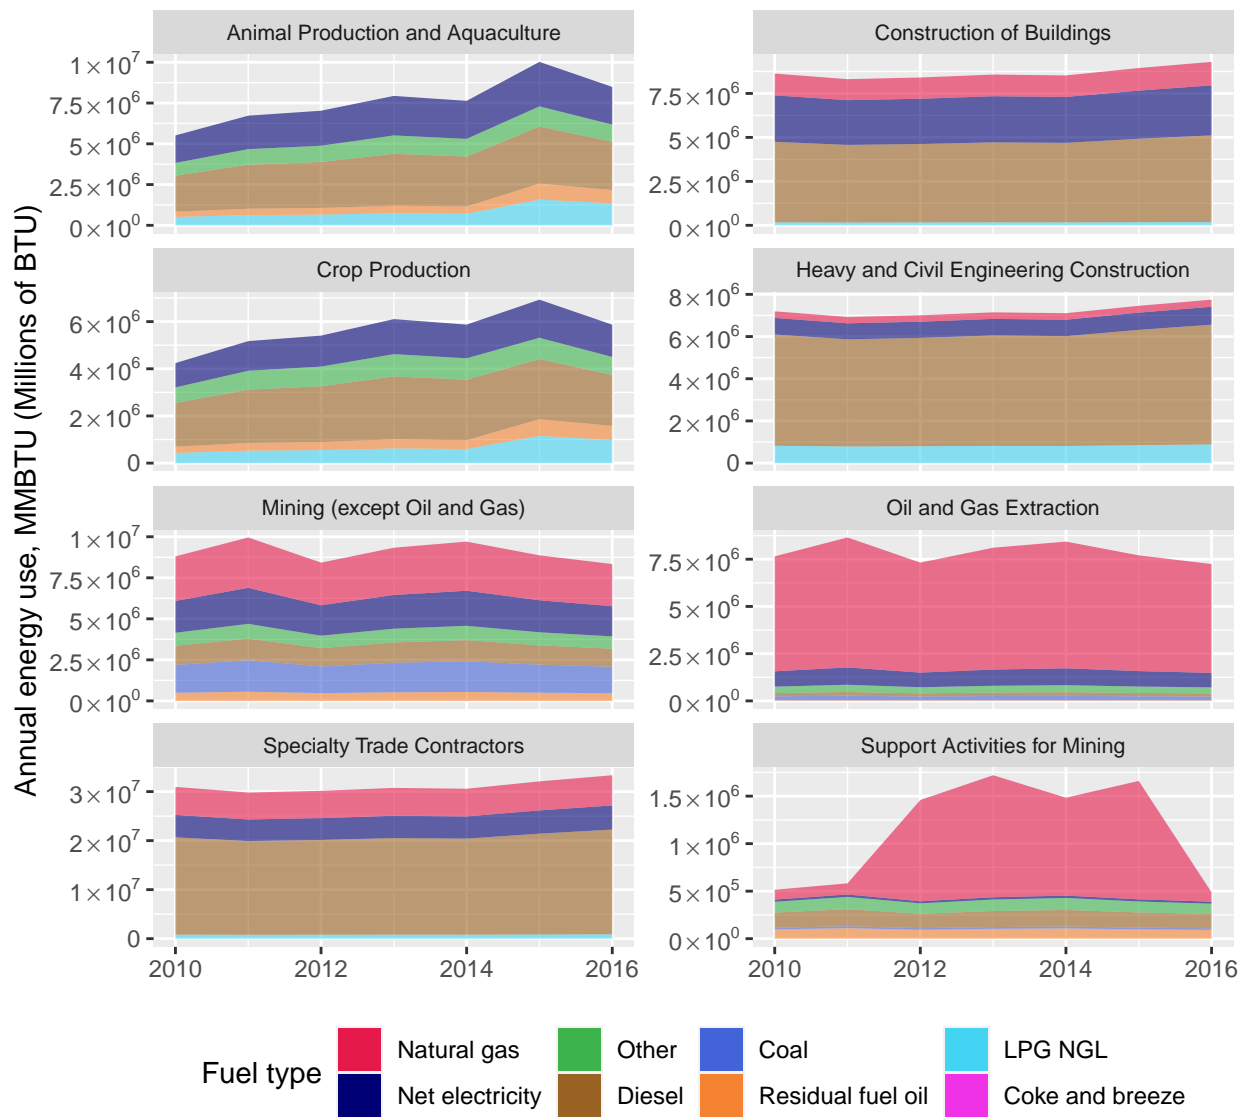 Annual energy use, MMBTU (Millions of BTU)
Animal Production and Aquaculture
1×10⁷
7.5×10⁶
5×10⁶
2.5×10⁶
0×10⁰
Construction of Buildings
7.5×10⁶
5×10⁶
2.5×10⁶
0×10⁰
Crop Production
6×10⁶
4×10⁶
2×10⁶
0
Heavy and Civil Engineering Construction
8×10⁶
6×10⁶
4×10⁶
2×10⁶
0
Mining (except Oil and Gas)
1×10⁷
7.5×10⁶
5×10⁶
2.5×10⁶
0×10⁰
Oil and Gas Extraction
7.5×10⁶
5×10⁶
2.5×10⁶
0×10⁰
Specialty Trade Contractors
3×10⁷
2×10⁷
1×10⁷
0
2010 2012 2014 2016
Support Activities for Mining
1.5×10⁶
1×10⁶
5×10⁵
0×10⁰
2010 2012 2014 2016
Fuel type
Natural gas Other Coal LPG NGL
Net electricity Diesel Residual fuel oil Coke and breeze